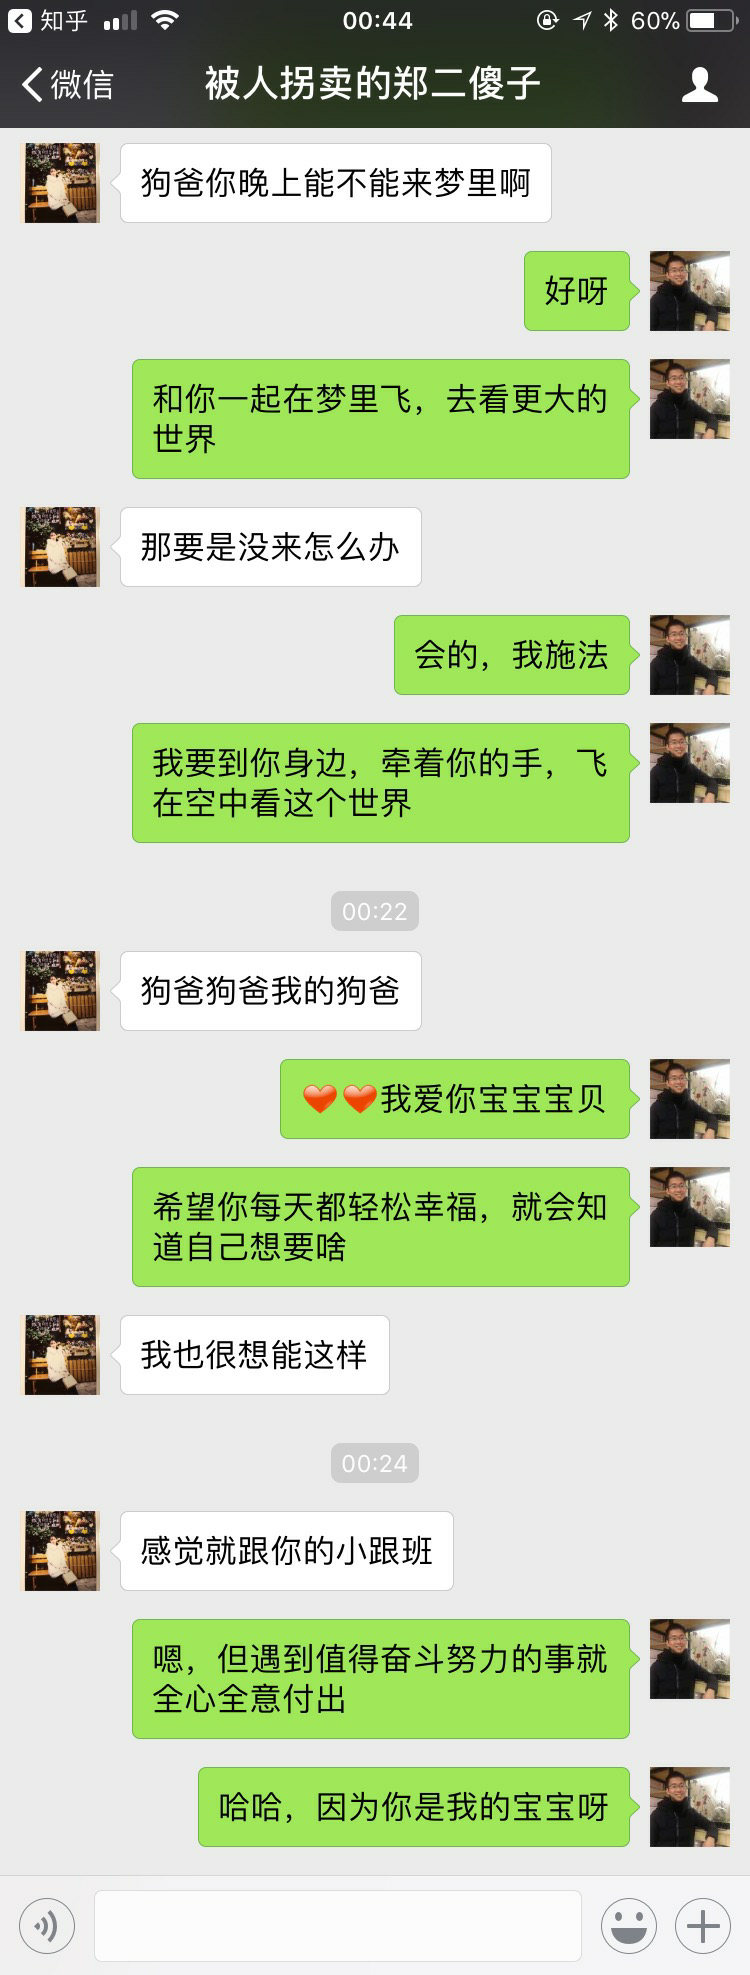 知乎 00:44 60%
微信 被人拐卖的郑二傻子
狗爸你晚上能不能来梦里啊
好呀
和你一起在梦里飞，去看更大的
世界
那要是没来怎么办
会的，我施法
我要到你身边，牵着你的手，飞
在空中看这个世界
00:22
狗爸狗爸我的狗爸
我爱你宝宝宝贝
希望你每天都轻松幸福，就会知
道自己想要啥
我也很想能这样
00:24
感觉就跟你的小跟班
嗯，但遇到值得奋斗努力的事就
全心全意付出
哈哈，因为你是我的宝宝呀